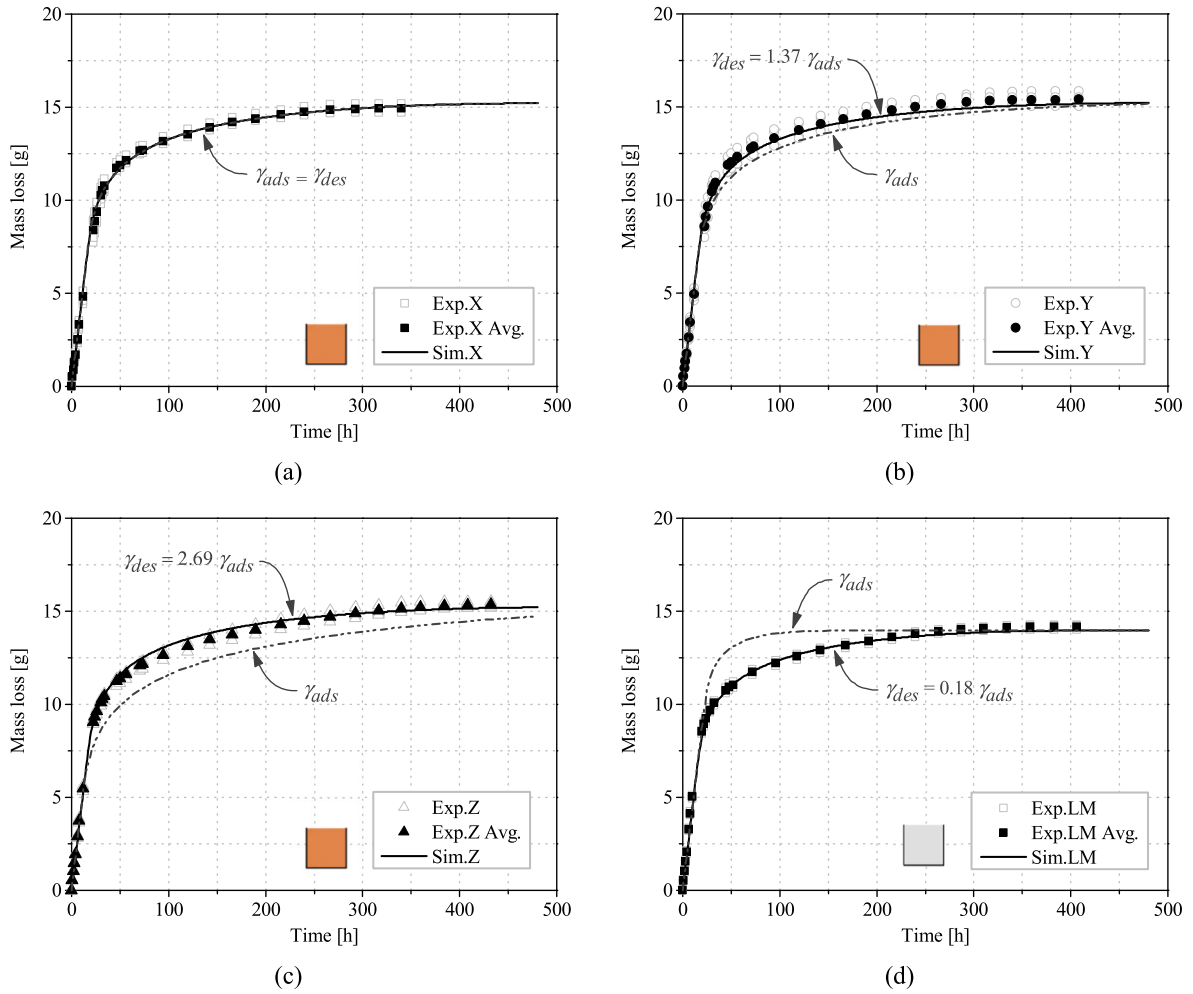 20
15
10
5
0
Mass loss [g]
γads = γdes
Exp.X
Exp.X Avg.
Sim.X
0 100 200 300 400 500
Time [h]
(a)
20
15
10
5
0
Mass loss [g]
γdes = 1.37 γads
γads
Exp.Y
Exp.Y Avg.
Sim.Y
0 100 200 300 400 500
Time [h]
(b)
20
15
10
5
0
Mass loss [g]
γdes = 2.69 γads
γads
Exp.Z
Exp.Z Avg.
Sim.Z
0 100 200 300 400 500
Time [h]
(c)
20
15
10
5
0
Mass loss [g]
γads
γdes = 0.18 γads
Exp.LM
Exp.LM Avg.
Sim.LM
0 100 200 300 400 500
Time [h]
(d)